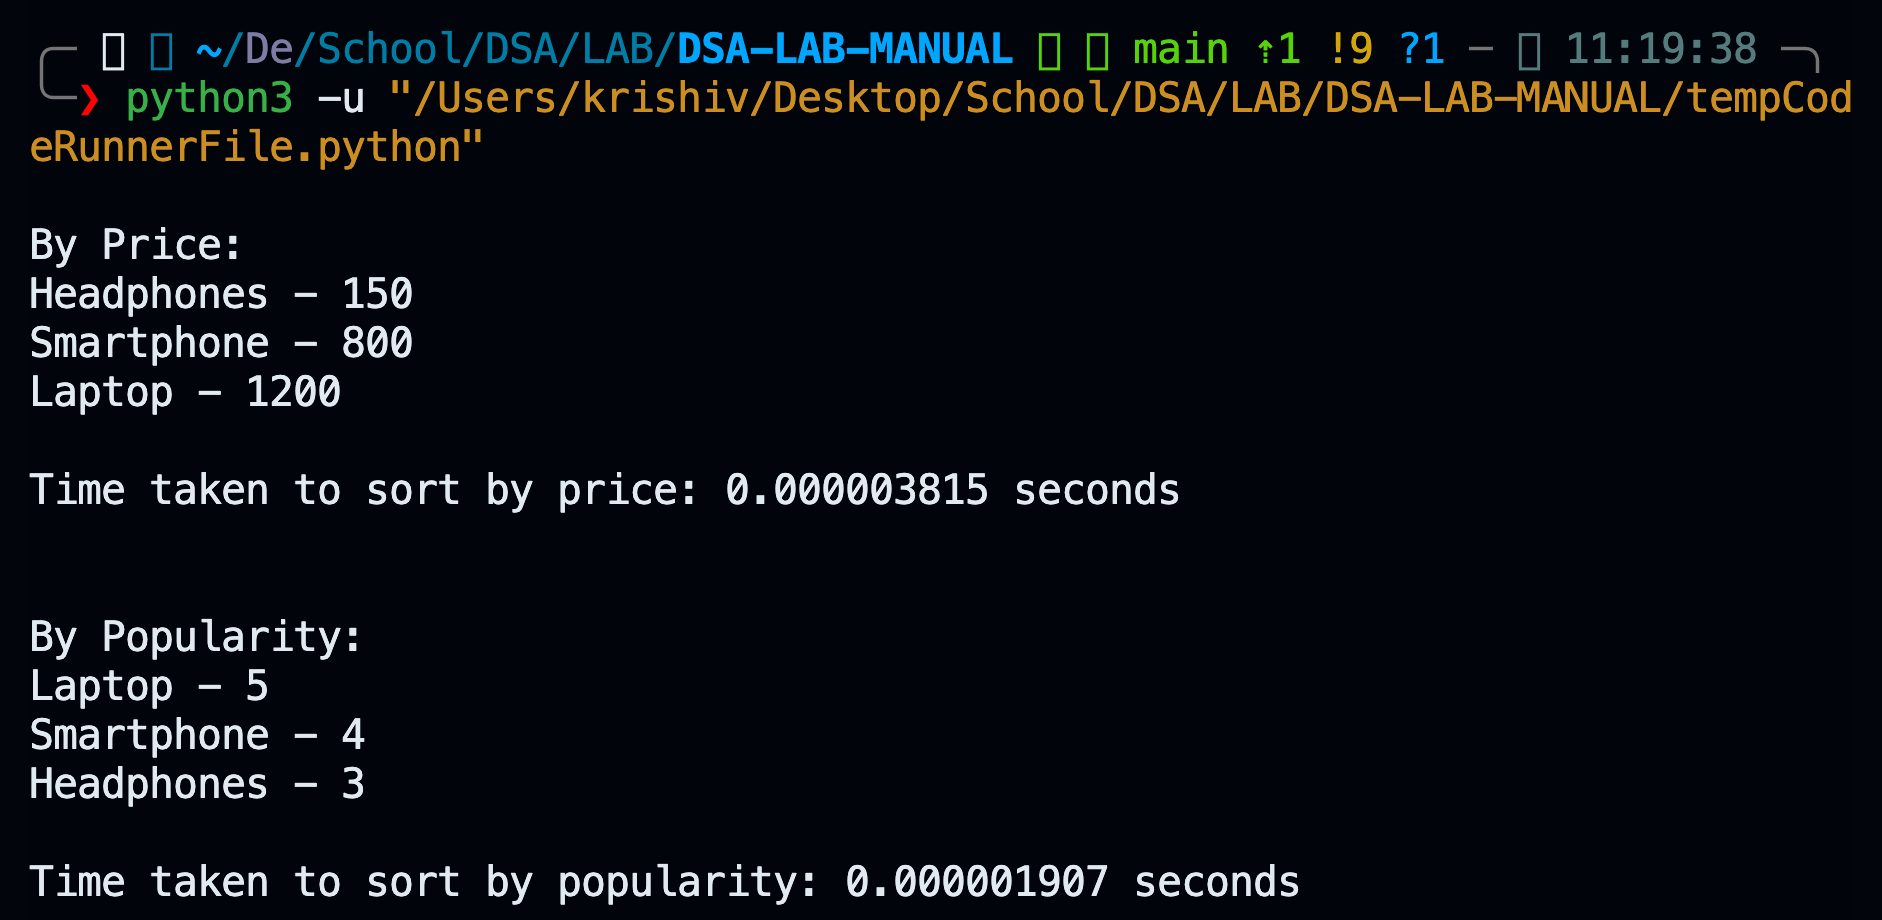 ~/De/School/DSA/LAB/DSA-LAB-MANUAL main ⇡1 !9 ?1 − 11:19:38
❯ python3 -u "/Users/krishiv/Desktop/School/DSA/LAB/DSA-LAB-MANUAL/tempCod
eRunnerFile.python"
By Price:
Headphones - 150
Smartphone - 800
Laptop - 1200
Time taken to sort by price: 0.000003815 seconds
By Popularity:
Laptop - 5
Smartphone - 4
Headphones - 3
Time taken to sort by popularity: 0.000001907 seconds